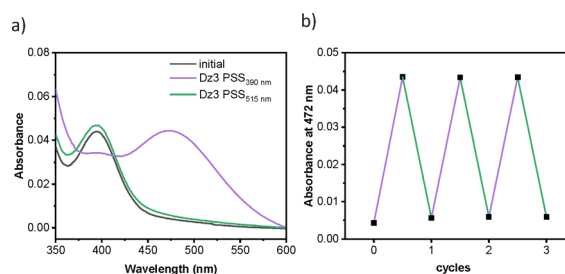 a)
0.08
0.06
0.04
0.02
0.00
Absorbance
initial
Dz3 PSS390 nm
Dz3 PSS515 nm
350 400 450 500 550 600
Wavelength (nm)
b)
0.05
0.04
0.03
0.02
0.01
0.00
Absorbance at 472 nm
0 1 2 3
cycles